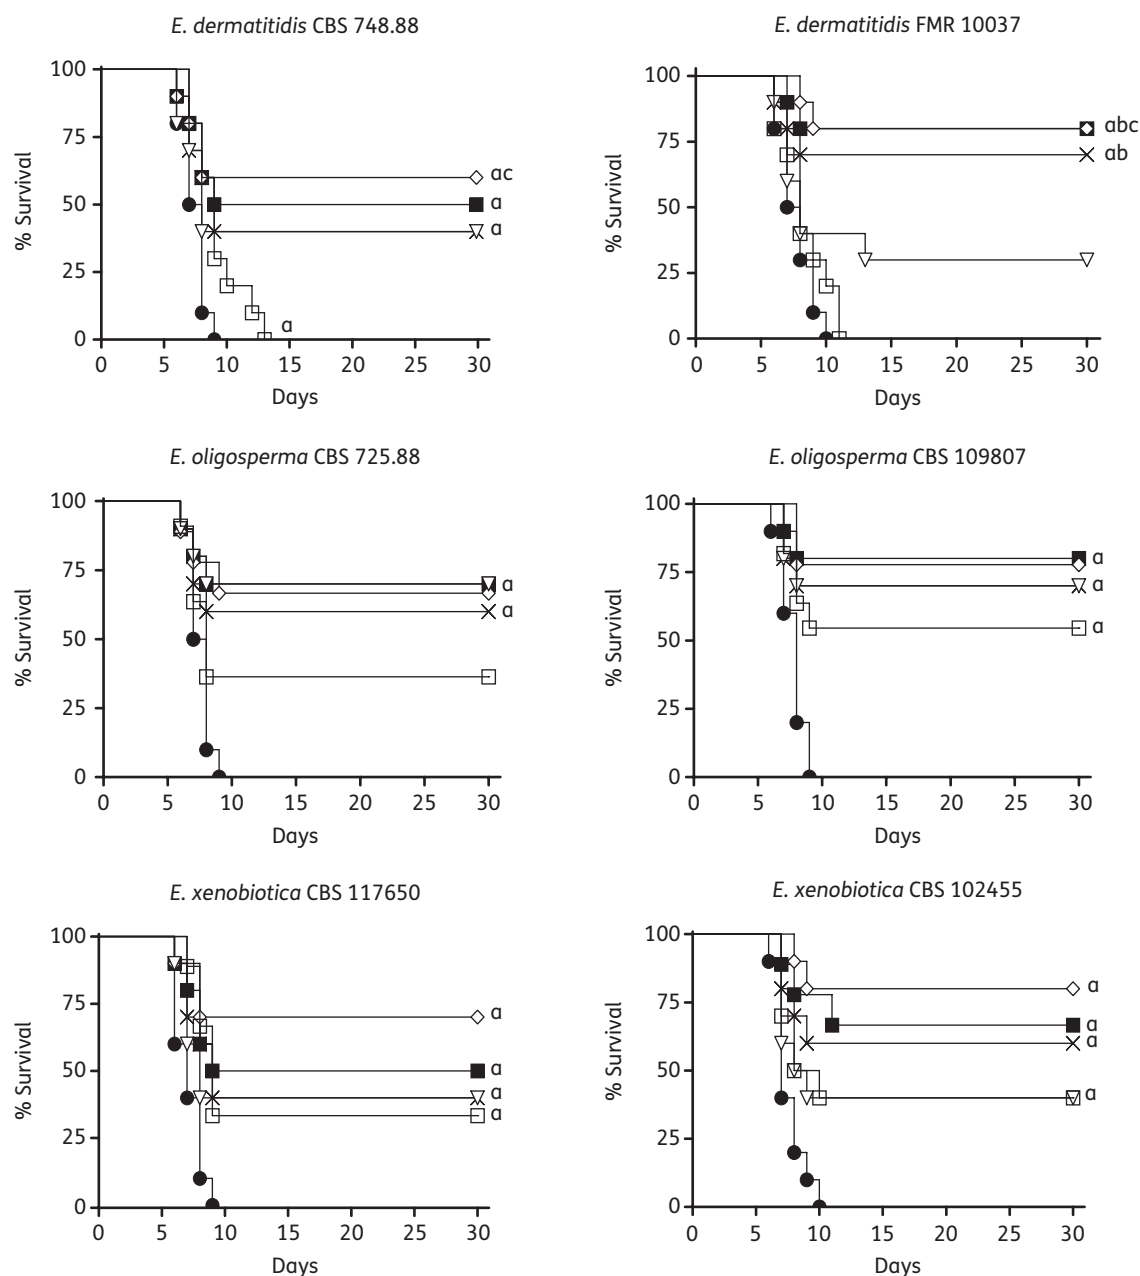 E. dermatitidis CBS 748.88
100
75
50
25
0
% Survival
0 5 10 15 20 25 30
Days
ac
a
a
a
E. dermatitidis FMR 10037
100
75
50
25
0
% Survival
0 5 10 15 20 25 30
Days
abc
ab
E. oligosperma CBS 725.88
100
75
50
25
0
% Survival
0 5 10 15 20 25 30
Days
a
a
E. oligosperma CBS 109807
100
75
50
25
0
% Survival
0 5 10 15 20 25 30
Days
a
a
a
E. xenobiotica CBS 117650
100
75
50
25
0
% Survival
0 5 10 15 20 25 30
Days
a
a
a
a
E. xenobiotica CBS 102455
100
75
50
25
0
% Survival
0 5 10 15 20 25 30
Days
a
a
a
a